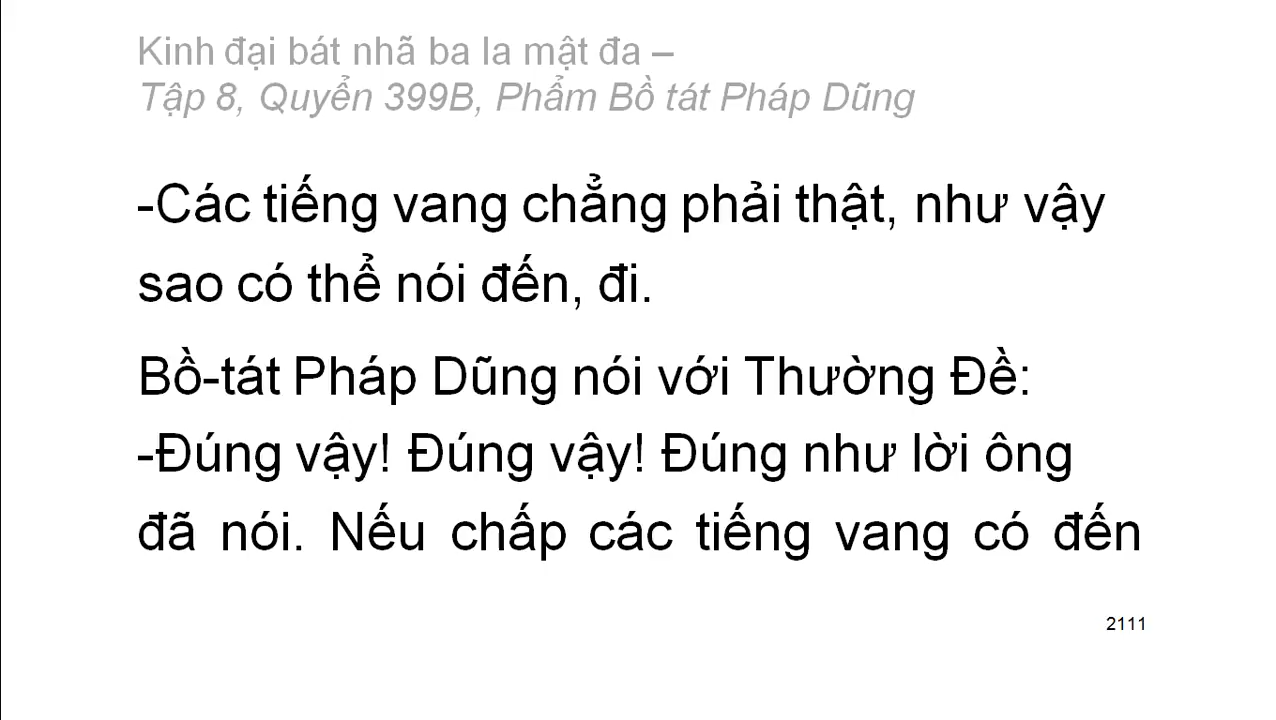 Kinh đại bát nhã ba la mật đa –
Tập 8, Quyển 399B, Phẩm Bồ tát Pháp Dũng
-Các tiếng vang chẳng phải thật, như vậy
sao có thể nói đến, đi.
Bồ-tát Pháp Dũng nói với Thường Đề:
-Đúng vậy! Đúng vậy! Đúng như lời ông
đã nói. Nếu chấp các tiếng vang có đến
2111